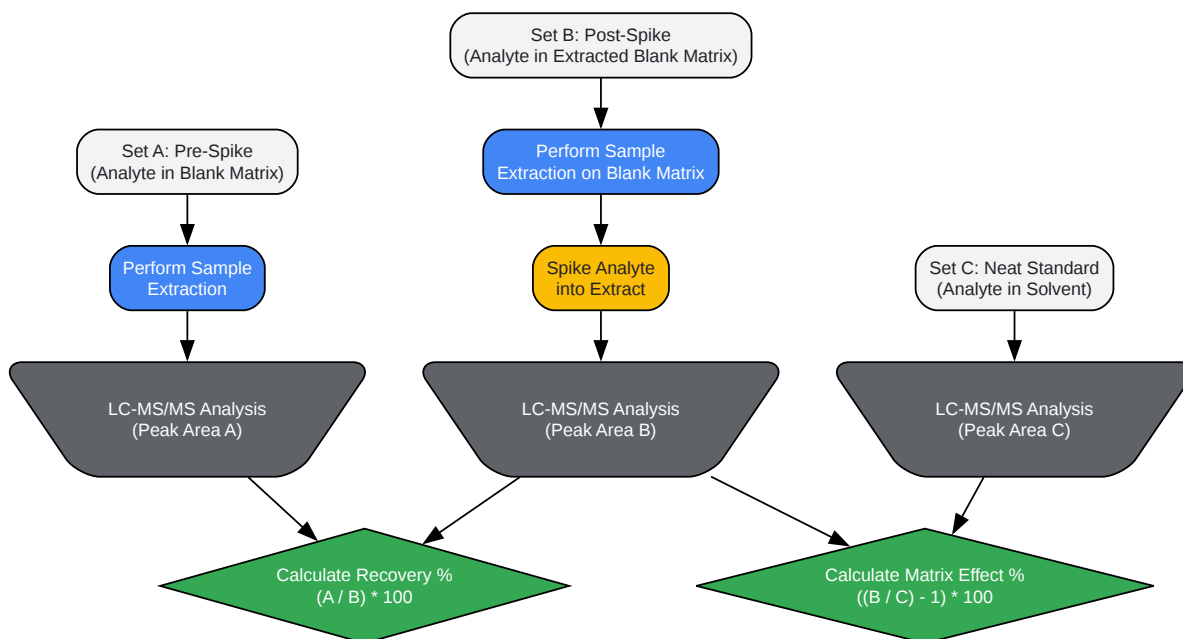 Set B: Post-Spike
(Analyte in Extracted Blank Matrix)
Set A: Pre-Spike
(Analyte in Blank Matrix)
Perform Sample
Extraction on Blank Matrix
Perform Sample
Extraction
Spike Analyte
into Extract
Set C: Neat Standard
(Analyte in Solvent)
LC-MS/MS Analysis
(Peak Area A)
LC-MS/MS Analysis
(Peak Area B)
LC-MS/MS Analysis
(Peak Area C)
Calculate Recovery %
(A / B) * 100
Calculate Matrix Effect %
((B / C) - 1) * 100